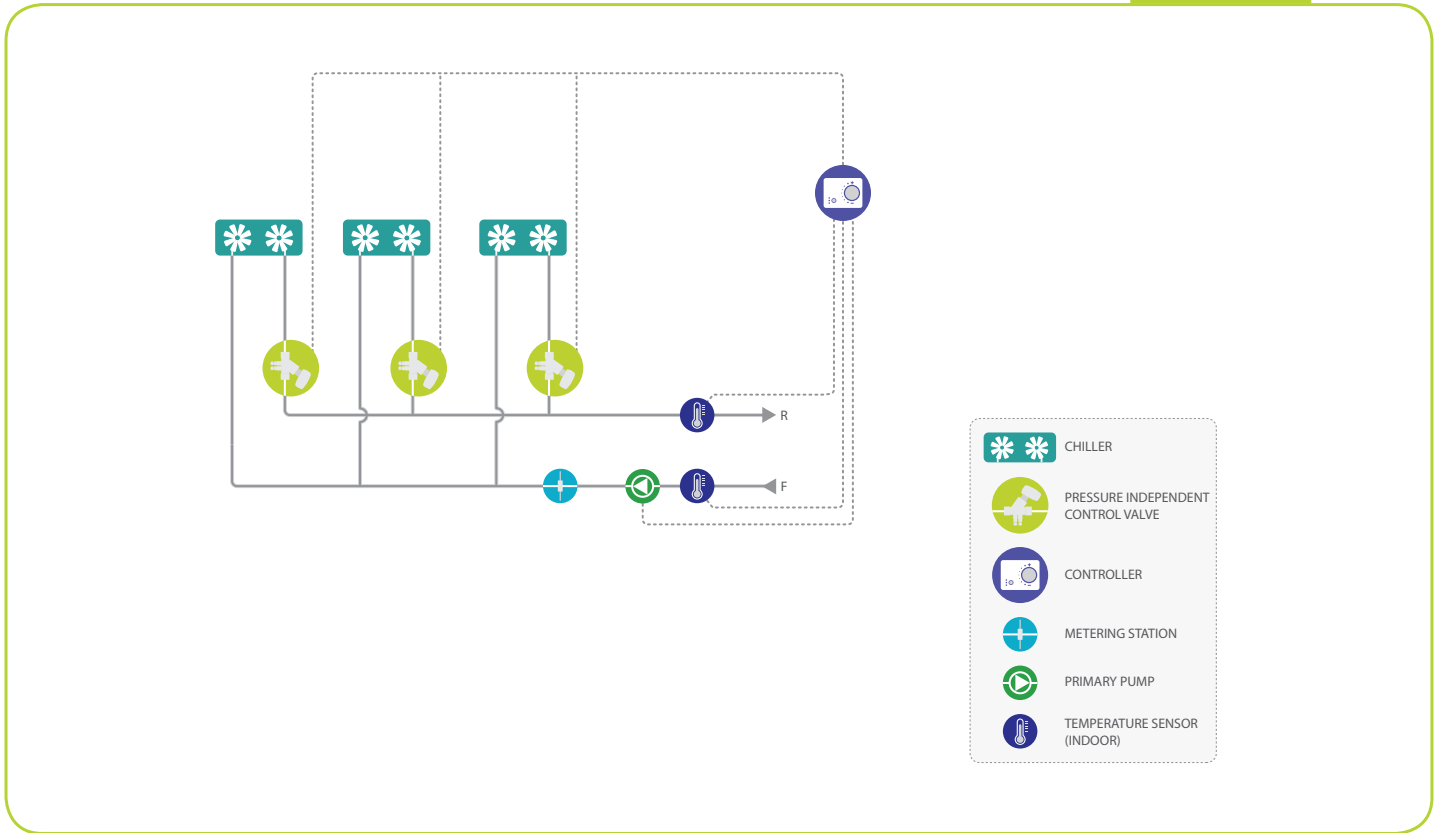 R
F
CHILLER
PRESSURE INDEPENDENT
CONTROL VALVE
CONTROLLER
METERING STATION
PRIMARY PUMP
TEMPERATURE SENSOR
(INDOOR)